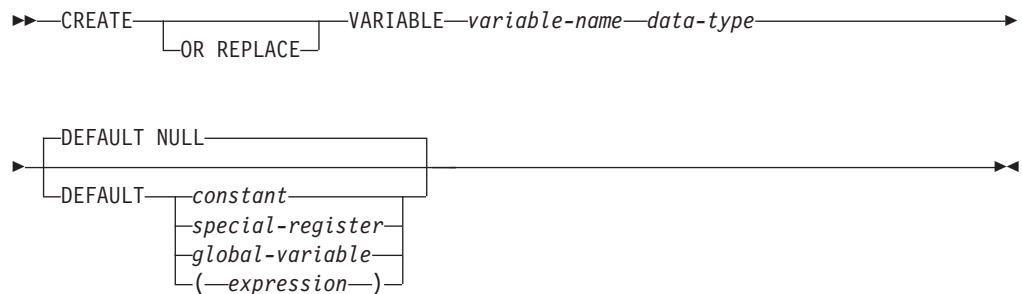 CREATE VARIABLE variable-name data-type
OR REPLACE
DEFAULT NULL
DEFAULT constant
special-register
global-variable
( expression )